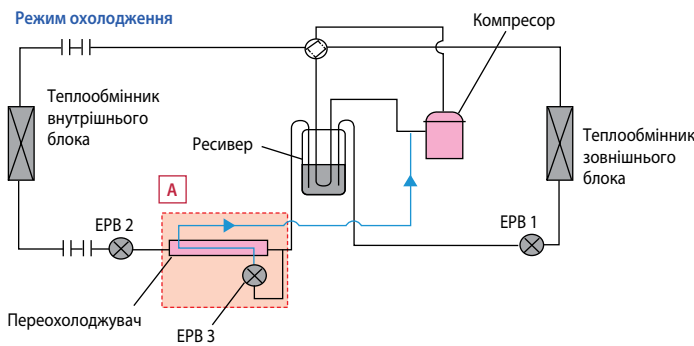 Режим охолодження
Компресор
Теплообмінник
внутрішнього
блока
Ресивер
Теплообмінник
зовнішнього
блока
A
ЕРВ 2
ЕРВ 1
Переохолоджувач
ЕРВ 3